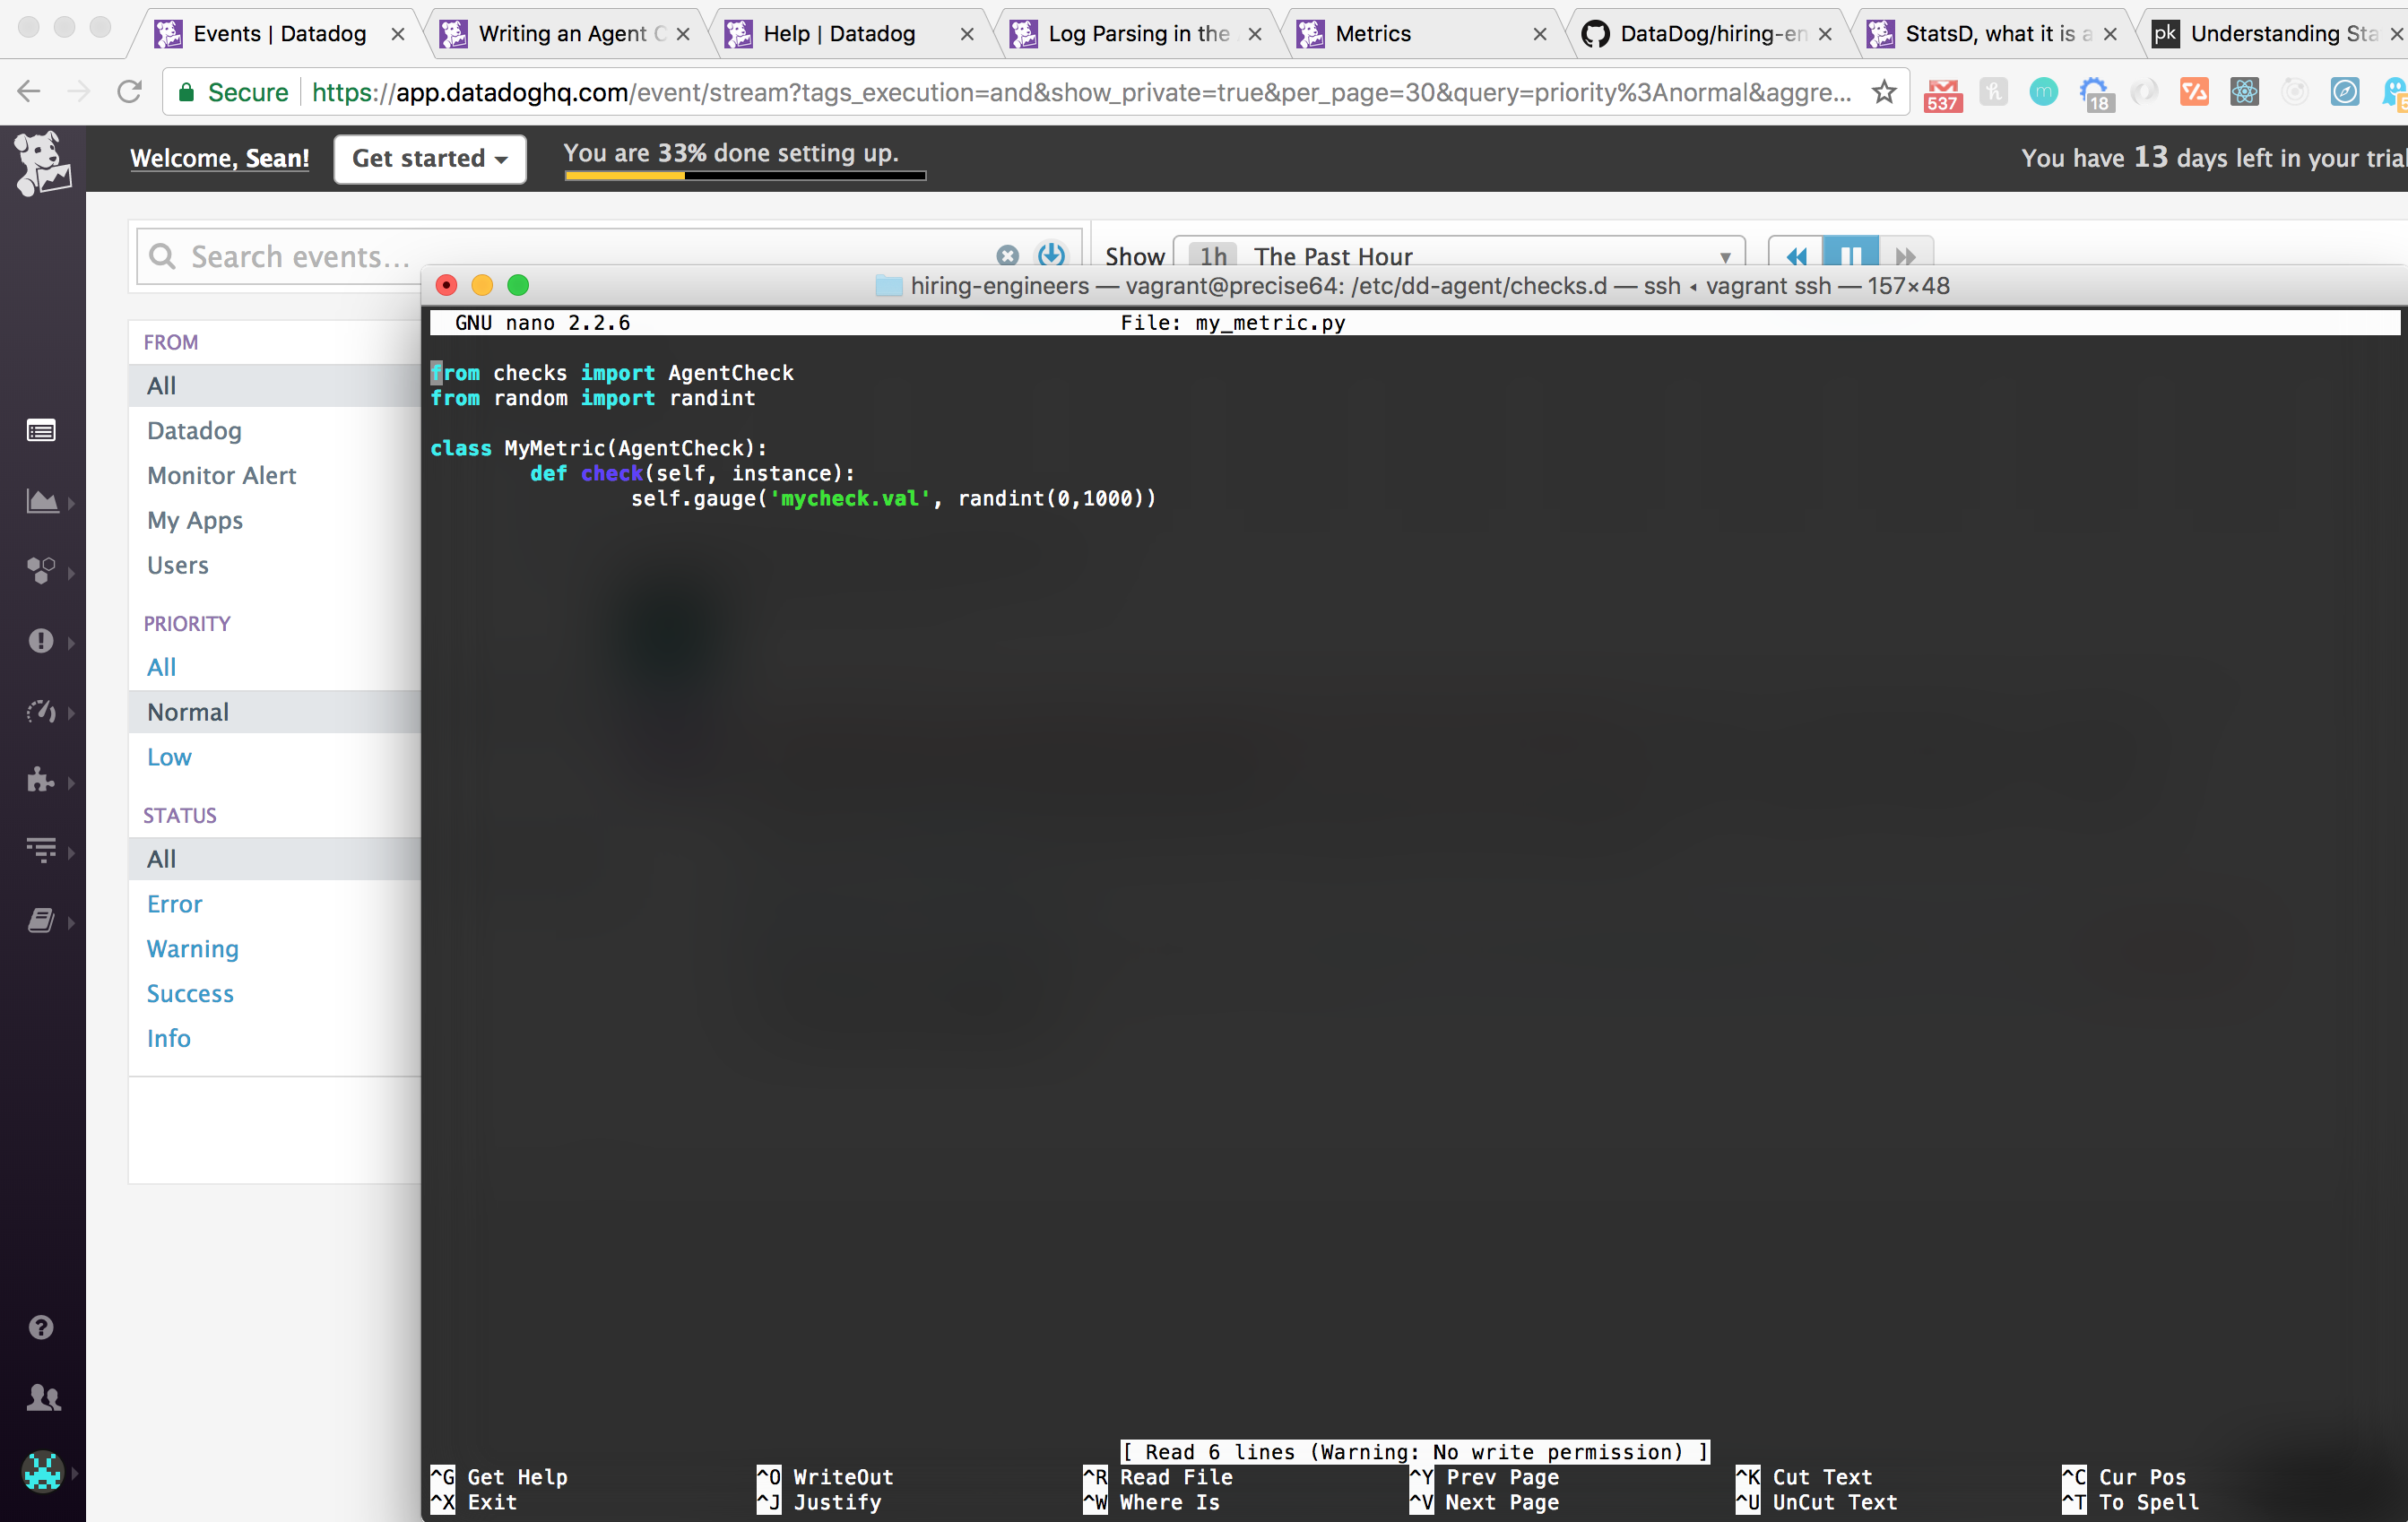 Events | Datadog
Writing an Agent C
Help | Datadog
Log Parsing in the
Metrics
DataDog/hiring-en
StatsD, what it is a
pk
Understanding Sta
Secure
https://app.datadoghq.com/event/stream?tags_execution=and&show_private=true&per_page=30&query=priority%3Anormal&aggre...
537
18
Welcome, Sean!
Get started
You are 33% done setting up.
You have 13 days left in your trial
Search events...
Show
1h The Past Hour
FROM
All
Datadog
Monitor Alert
My Apps
Users
PRIORITY
All
Normal
Low
STATUS
All
Error
Warning
Success
Info
hiring-engineers — vagrant@precise64: /etc/dd-agent/checks.d — ssh ◂ vagrant ssh — 157×48
GNU nano 2.2.6 File: my_metric.py
from checks import AgentCheck
from random import randint
class MyMetric(AgentCheck):
def check(self, instance):
self.gauge('mycheck.val', randint(0,1000))
[ Read 6 lines (Warning: No write permission) ]
^G Get Help ^O WriteOut ^R Read File ^Y Prev Page ^K Cut Text ^C Cur Pos
^X Exit ^J Justify ^W Where Is ^V Next Page ^U UnCut Text ^T To Spell